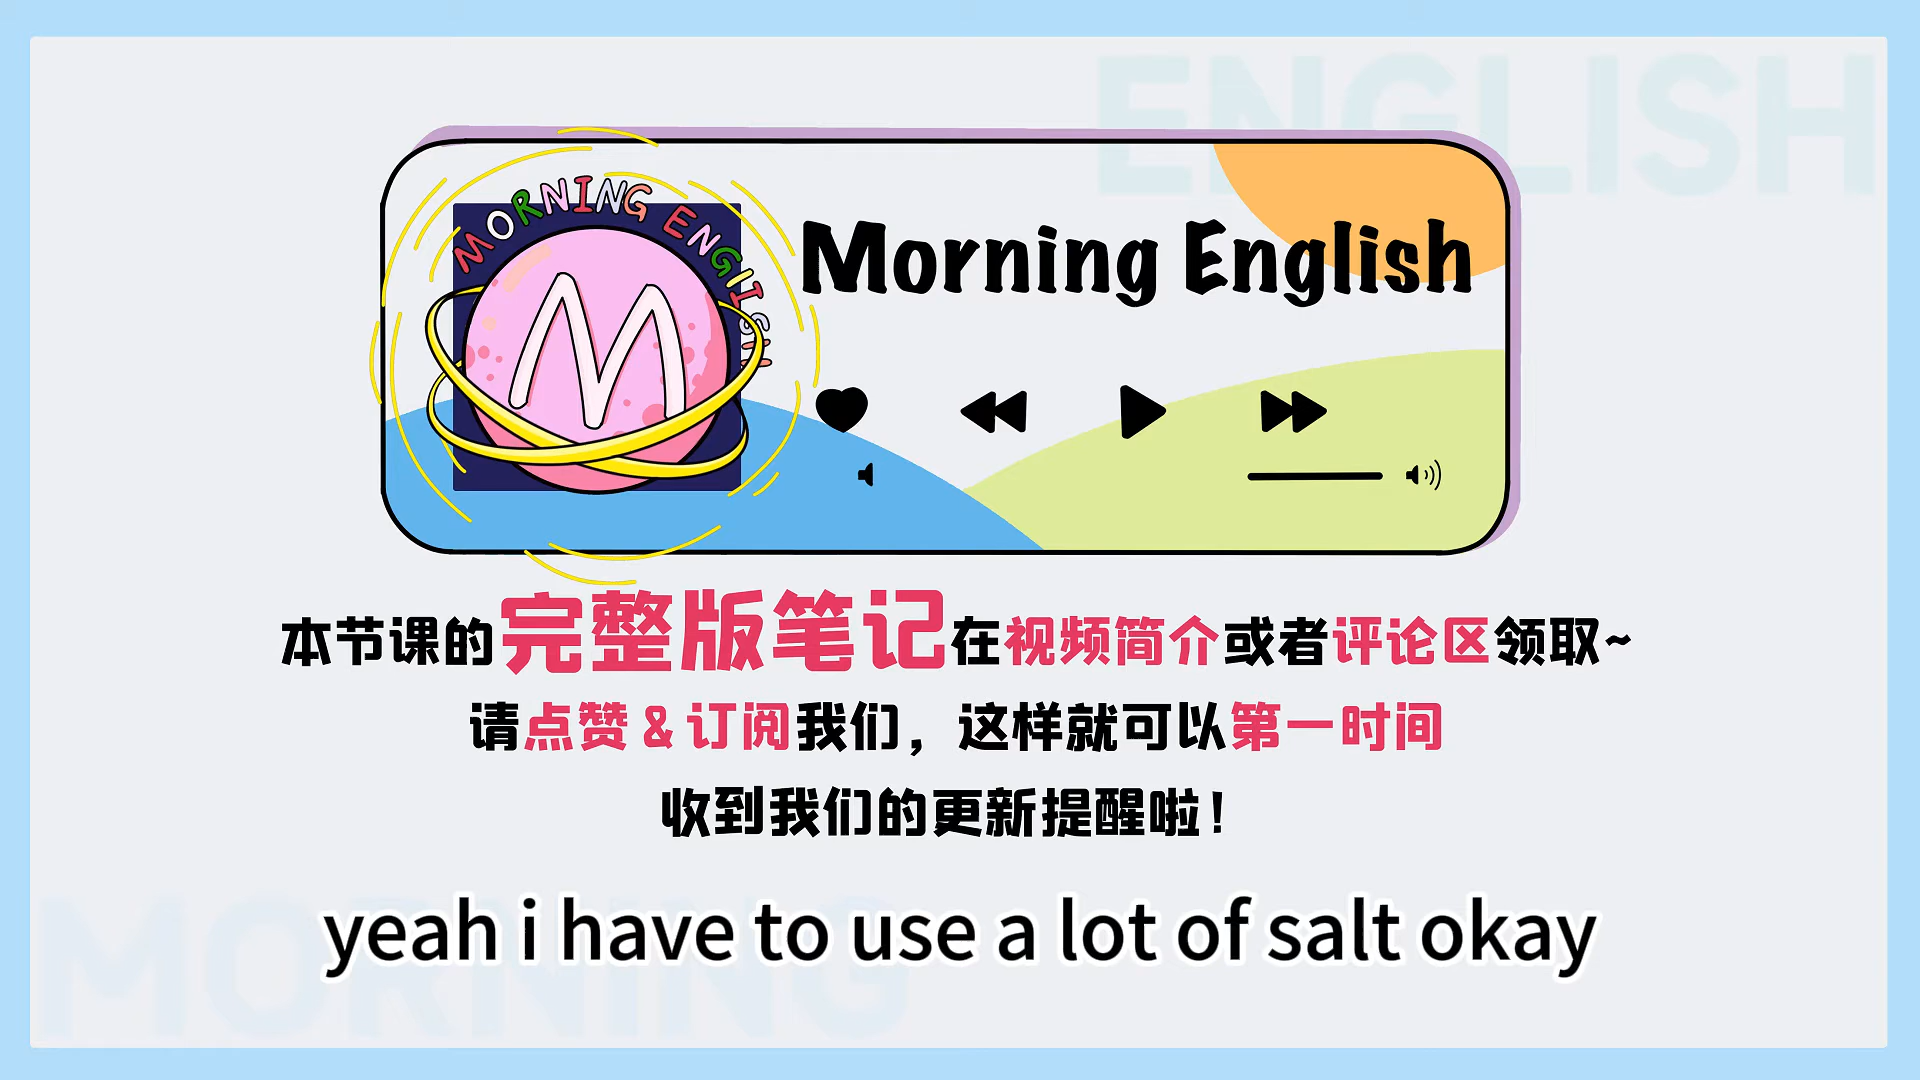 ENGLISH
MORNING ENGLISH
M
Morning English
本节课的完整版笔记在视频简介或者评论区领取~
请点赞&订阅我们，这样就可以第一时间
收到我们的更新提醒啦！
MORNING
yeah i have to use a lot of salt okay